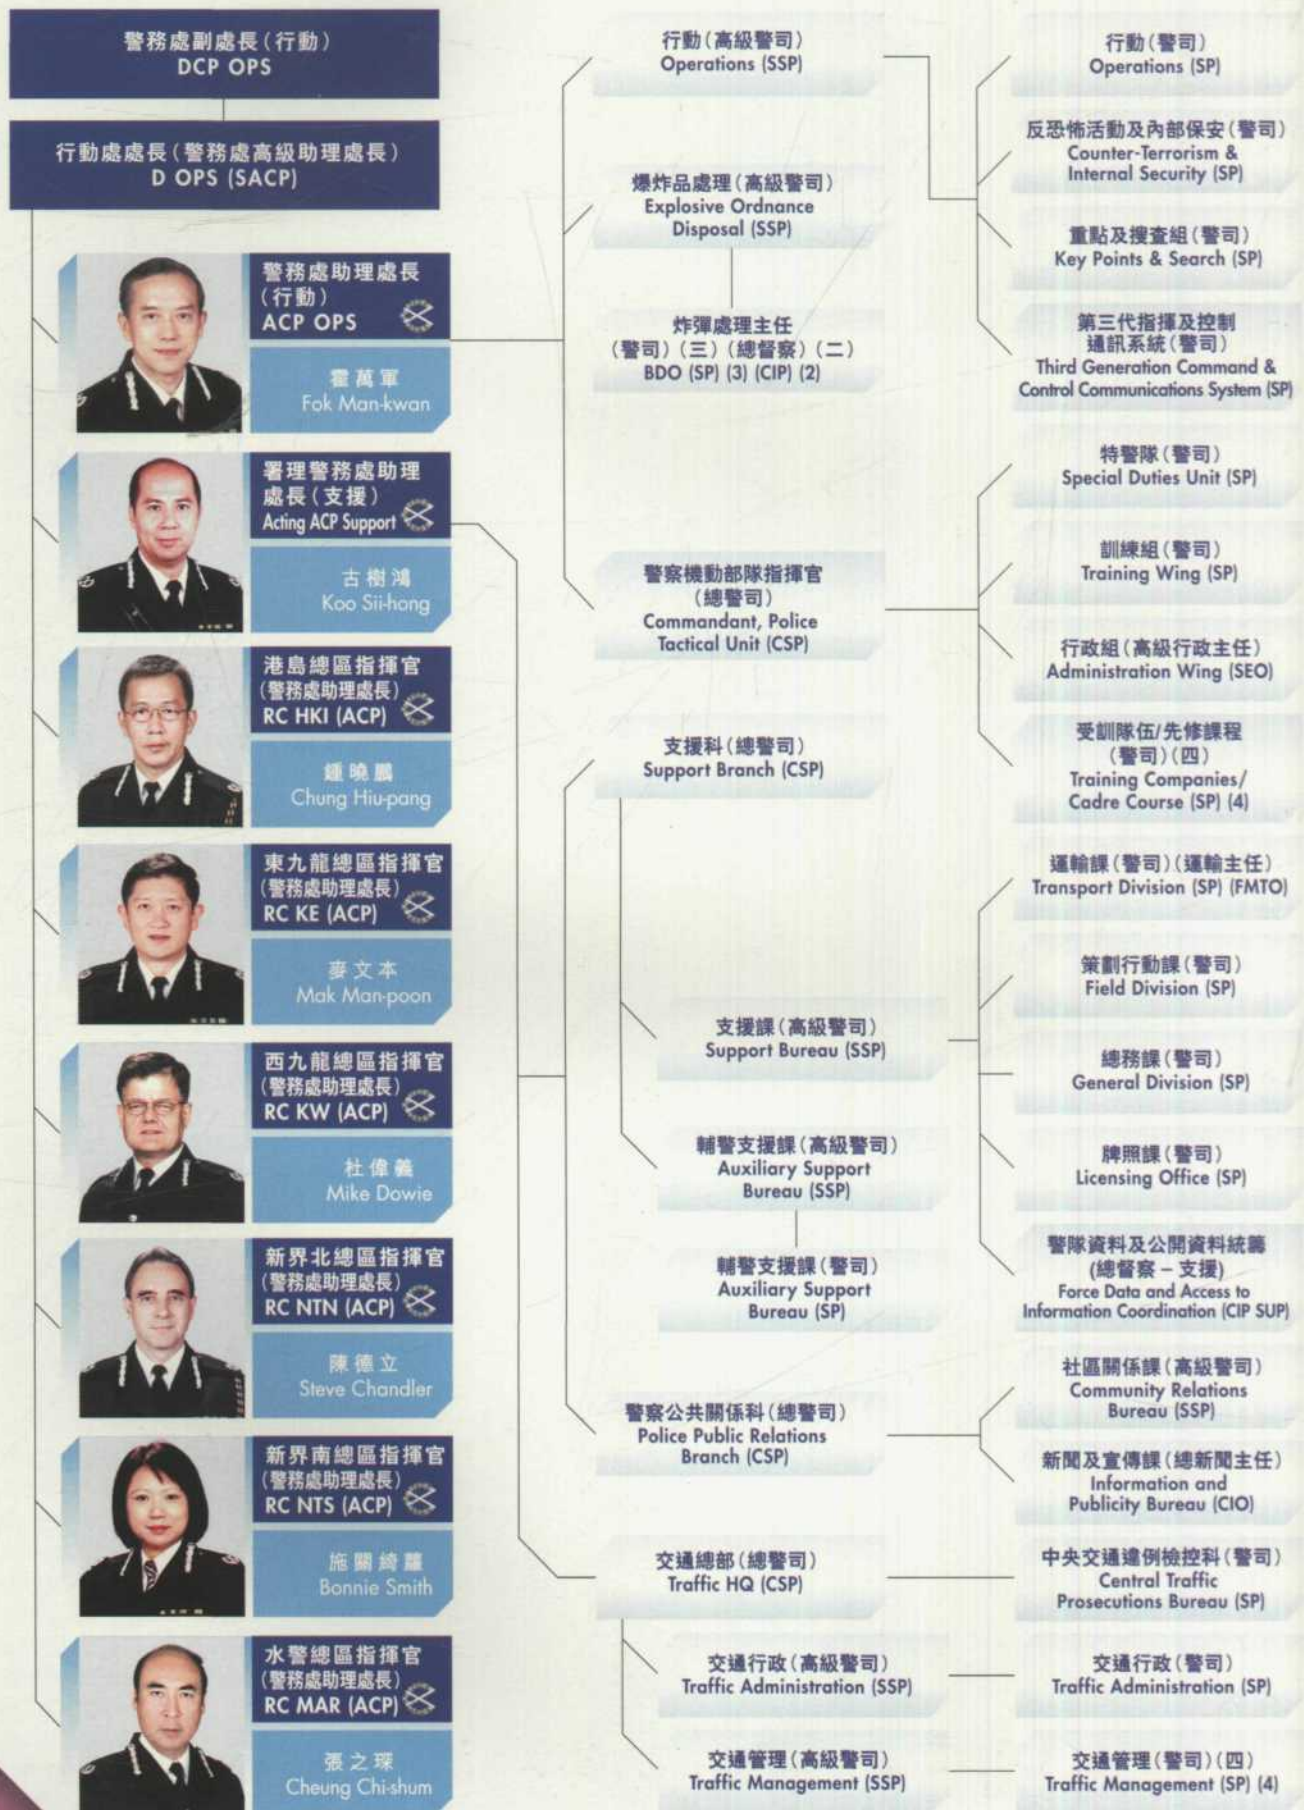 警務處副處長(行動)
DCP OPS
行動處處長(警務處高級助理處長)
D OPS (SACP)
警務處助理處長
(行動)
ACP OPS
霍萬軍
Fok Man-kwan
署理警務處助理
處長(支援)
Acting ACP Support
古樹鴻
Koo Sii-hong
港島總區指揮官
(警務處助理處長)
RC HKI (ACP)
鍾曉鵬
Chung Hiu-pang
東九龍總區指揮官
(警務處助理處長)
RC KE (ACP)
麥文本
Mak Man-poon
西九龍總區指揮官
(警務處助理處長)
RC KW (ACP)
杜偉義
Mike Dowie
新界北總區指揮官
(警務處助理處長)
RC NTN (ACP)
陳德立
Steve Chandler
新界南總區指揮官
(警務處助理處長)
RC NTS (ACP)
施關綺蘿
Bonnie Smith
水警總區指揮官
(警務處助理處長)
RC MAR (ACP)
張之琛
Cheung Chi-shum
行動(高級警司)
Operations (SSP)
爆炸品處理(高級警司)
Explosive Ordnance
Disposal (SSP)
炸彈處理主任
(警司)(三)(總督察)(二)
BDO (SP) (3) (CIP) (2)
警察機動部隊指揮官
(總警司)
Commandant, Police
Tactical Unit (CSP)
支援科(總警司)
Support Branch (CSP)
支援課(高級警司)
Support Bureau (SSP)
輔警支援課(高級警司)
Auxiliary Support
Bureau (SSP)
輔警支援課(警司)
Auxiliary Support
Bureau (SP)
警察公共關係科(總警司)
Police Public Relations
Branch (CSP)
交通總部(總警司)
Traffic HQ (CSP)
交通行政(高級警司)
Traffic Administration (SSP)
交通管理(高級警司)
Traffic Management (SSP)
行動(警司)
Operations (SP)
反恐怖活動及內部保安(警司)
Counter-Terrorism &
Internal Security (SP)
重點及搜查組(警司)
Key Points & Search (SP)
第三代指揮及控制
通訊系統(警司)
Third Generation Command &
Control Communications System (SP)
特警隊(警司)
Special Duties Unit (SP)
訓練組(警司)
Training Wing (SP)
行政組(高級行政主任)
Administration Wing (SEO)
受訓隊伍/先修課程
(警司)(四)
Training Companies/
Cadre Course (SP) (4)
運輸課(警司)(運輸主任)
Transport Division (SP) (FMTO)
策劃行動課(警司)
Field Division (SP)
總務課(警司)
General Division (SP)
牌照課(警司)
Licensing Office (SP)
警隊資料及公開資料統籌
(總督察 – 支援)
Force Data and Access to
Information Coordination (CIP SUP)
社區關係課(高級警司)
Community Relations
Bureau (SSP)
新聞及宣傳課(總新聞主任)
Information and
Publicity Bureau (CIO)
中央交通違例檢控科(警司)
Central Traffic
Prosecutions Bureau (SP)
交通行政(警司)
Traffic Administration (SP)
交通管理(警司)(四)
Traffic Management (SP) (4)